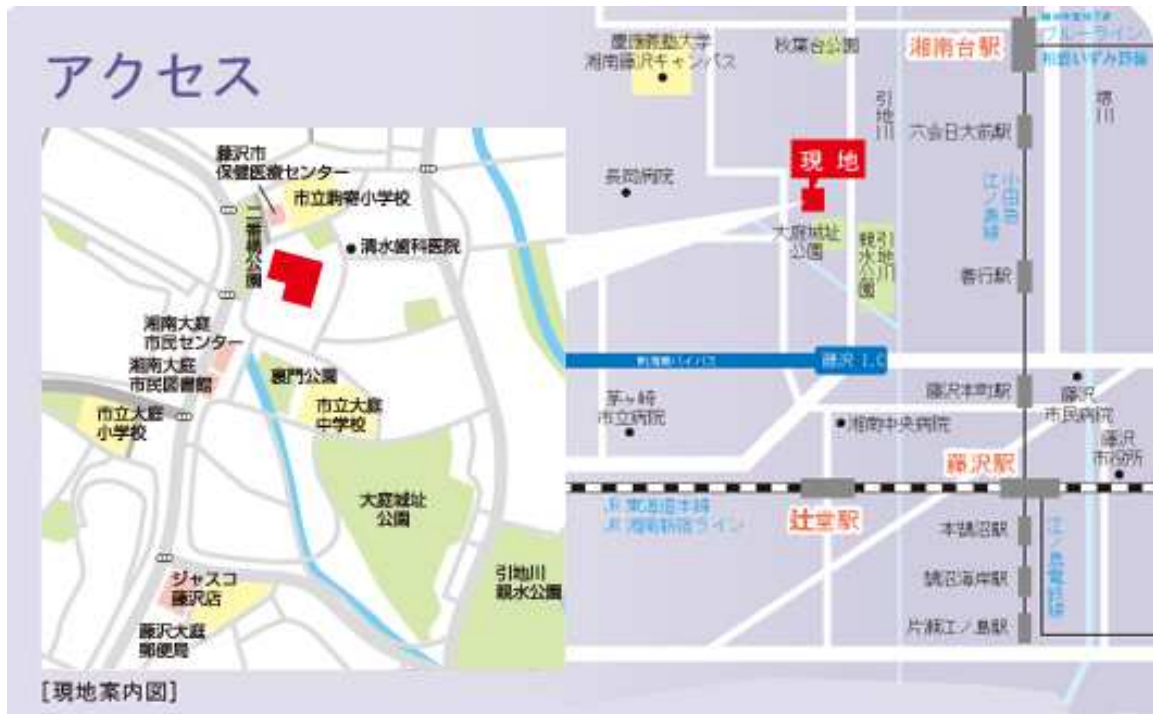 アクセス
藤沢市
保健医療センター
市立駒寄小学校
二番構公園
清水歯科医院
湘南大庭
市民センター
湘南大庭
市民図書館
裏門公園
市立大庭
小学校
市立大庭
中学校
大庭城址
公園
引地川
親水公園
ジャスコ
藤沢店
藤沢大庭
郵便局
[現地案内図]
慶應義塾大学
湘南藤沢キャンパス
秋葉台公園
湘南台駅
ブルーライン
相鉄いずみ野線
引地川
境川
六会日大前駅
現地
長岡病院
小田急
江ノ島線
大庭城址
公園
引地川
親水公園
善行駅
新湘南バイパス
藤沢 I.C
藤沢本町駅
茅ヶ崎
市立病院
湘南中央病院
藤沢
市民病院
藤沢
市役所
藤沢駅
JR 東海道本線
JR 湘南新宿ライン
辻堂駅
本鵠沼駅
江ノ島電鉄線
鵠沼海岸駅
片瀬江ノ島駅